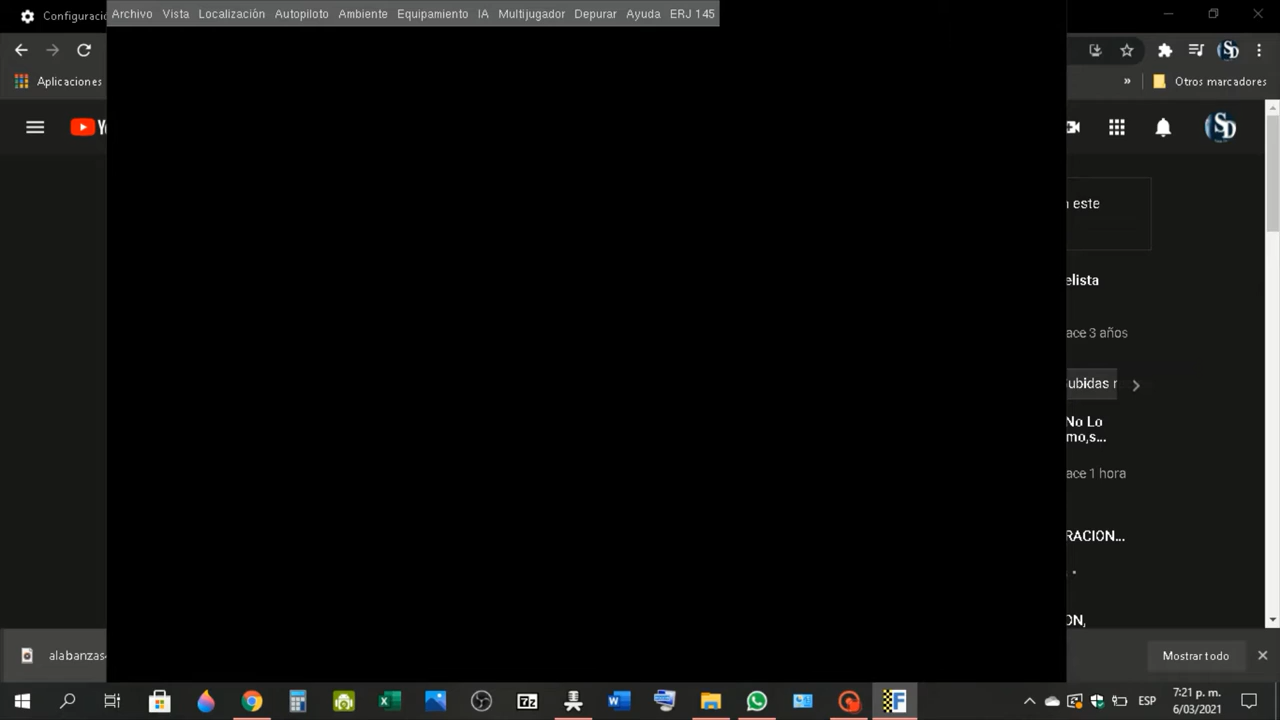 Configuraci
Archivo Vista Localización Autopiloto Ambiente Equipamiento IA Multijugador Depurar Ayuda ERJ 145
Aplicaciones
» Otros marcadores
SD
n este
elista
ace 3 años
ubidas r
No Lo
mo,s...
ace 1 hora
RACION...
ON,
alabanzas
Mostrar todo
7z
ESP
7:21 p. m.
6/03/2021